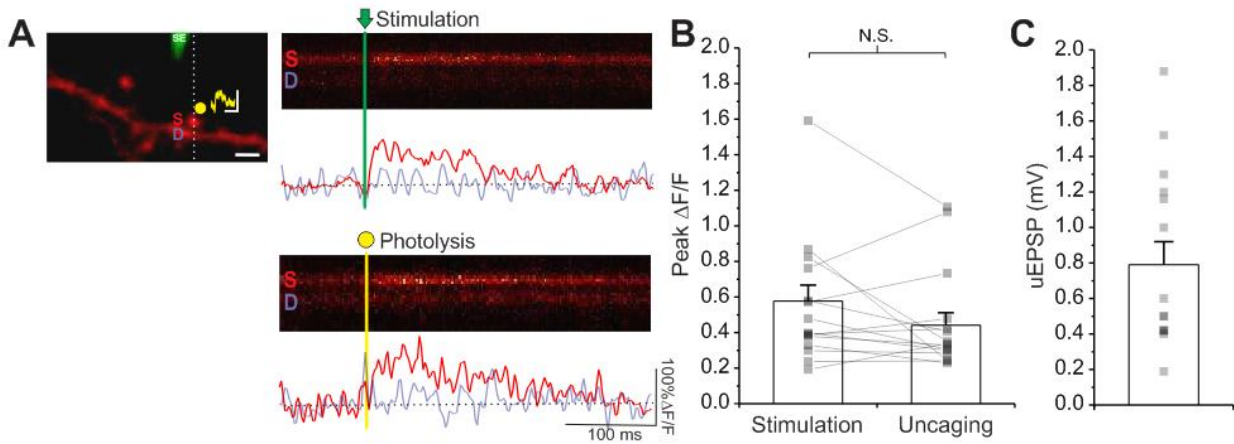 A
SE
S
D
Stimulation
S
D
Photolysis
S
D
100%ΔF/F
100 ms
B
N.S.
Peak ΔF/F
2.0
1.8
1.6
1.4
1.2
1.0
0.8
0.6
0.4
0.2
0.0
Stimulation Uncaging
C
uEPSP (mV)
2.0
1.8
1.6
1.4
1.2
1.0
0.8
0.6
0.4
0.2
0.0